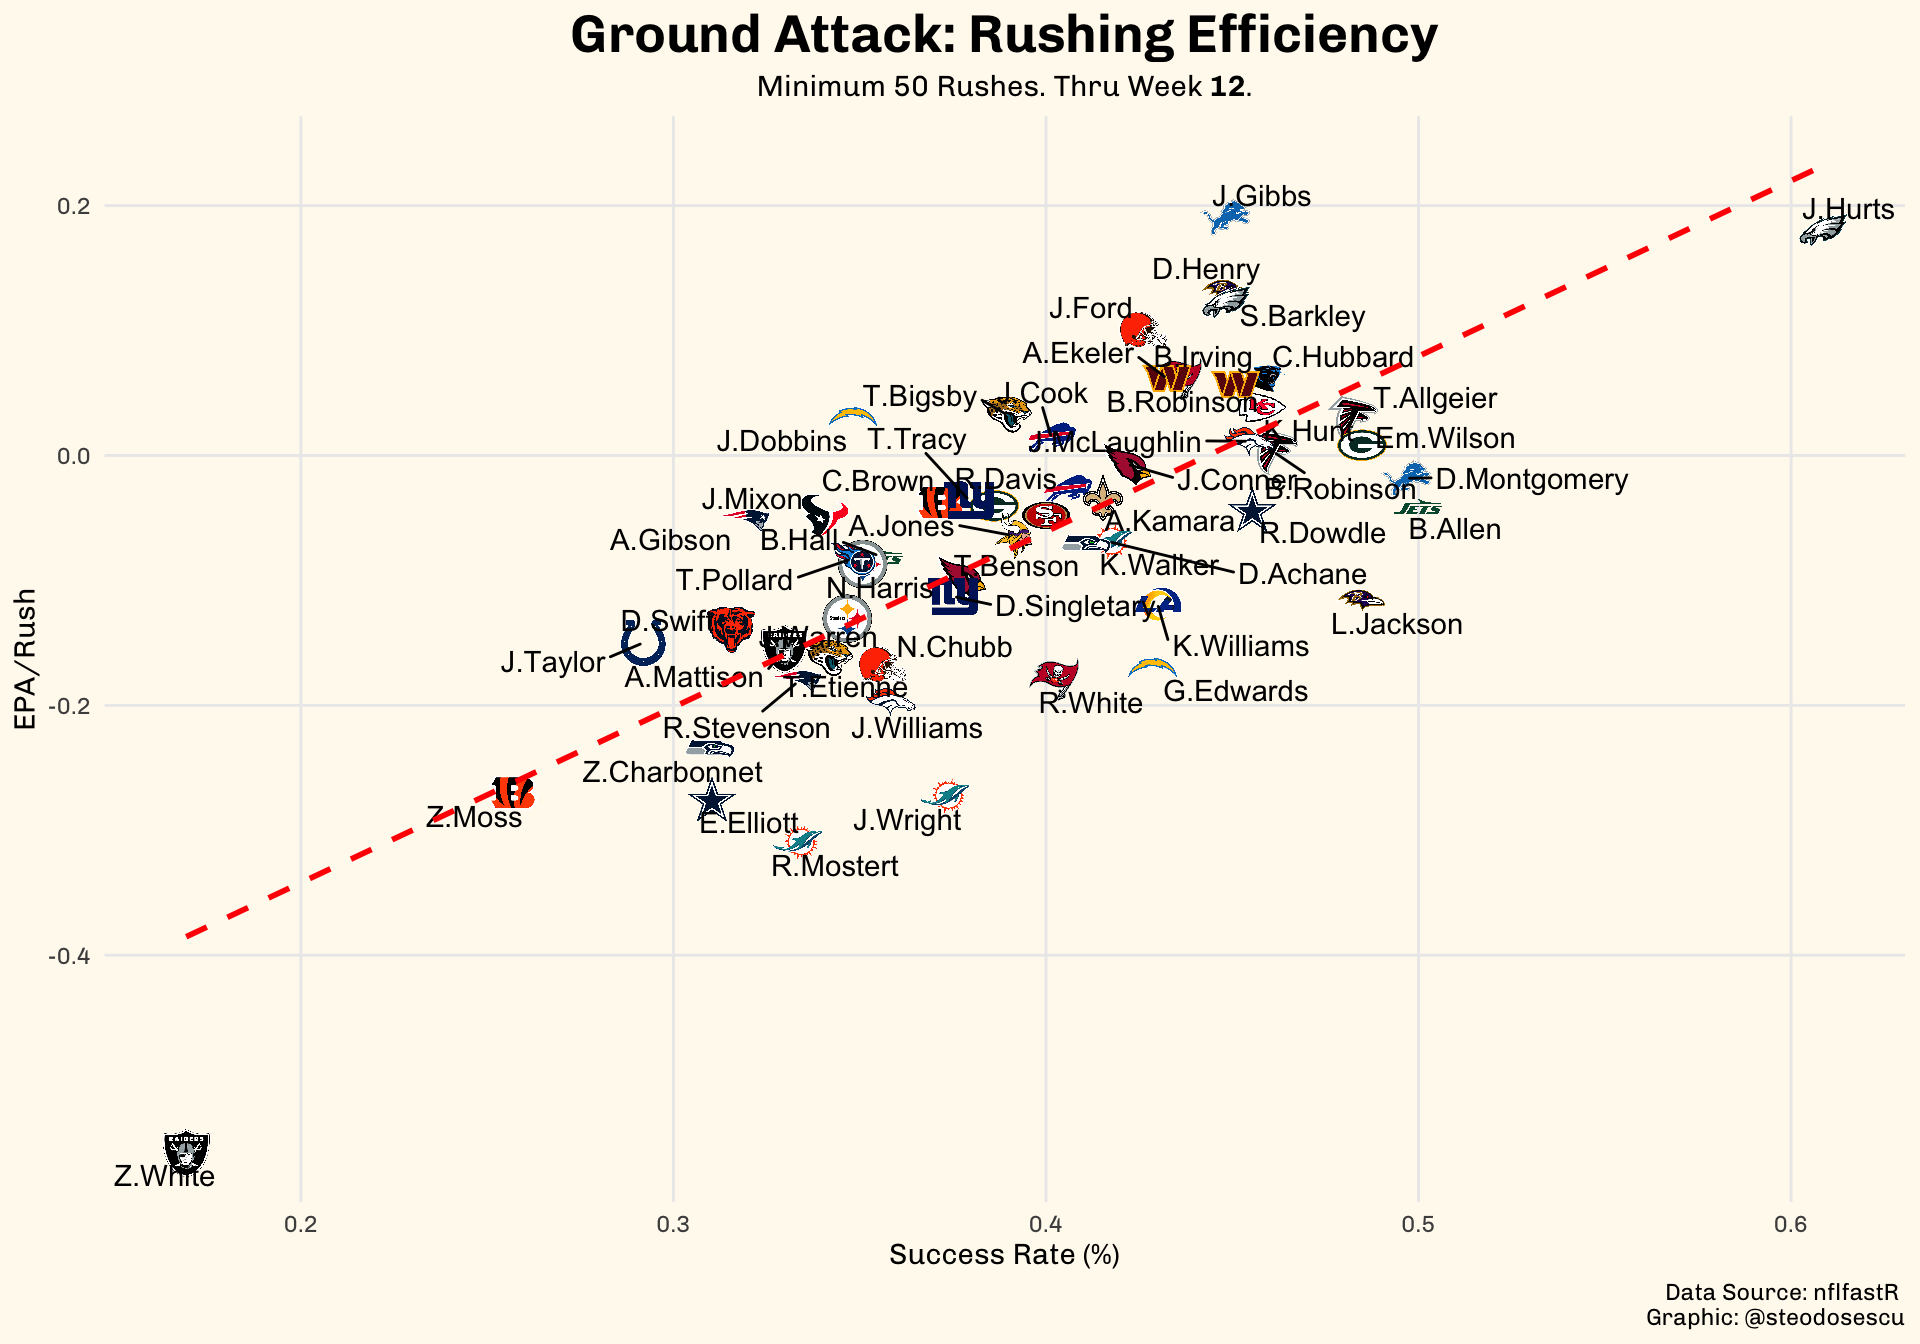 Ground Attack: Rushing Efficiency
Minimum 50 Rushes. Thru Week 12.
EPA/Rush
0.2
0.0
-0.2
-0.4
J.Gibbs
J.Hurts
D.Henry
J.Ford
S.Barkley
A.Ekeler
B.Irving
C.Hubbard
T.Bigsby
J.Cook
B.Robinson
T.Allgeier
J.Dobbins
T.Tracy
J.McLaughlin
K. Hunt
Em.Wilson
C.Brown
R.Davis
J.Conner
B.Robinson
D.Montgomery
J.Mixon
A.Gibson
B.Hall
A.Jones
A.Kamara
R.Dowdle
JETS
B.Allen
T.Pollard
N.Harris
T.Benson
K.Walker
D.Achane
D.Singletary
L.Jackson
D.Swift
J.Warren
N.Chubb
K.Williams
J.Taylor
A.Mattison
T.Etienne
R.White
G.Edwards
R.Stevenson
J.Williams
Z.Charbonnet
Z.Moss
E.Elliott
J.Wright
R.Mostert
RAIDERS
Z.White
0.2
0.3
0.4
0.5
0.6
Success Rate (%)
Data Source: nflfastR
Graphic: @steodosescu